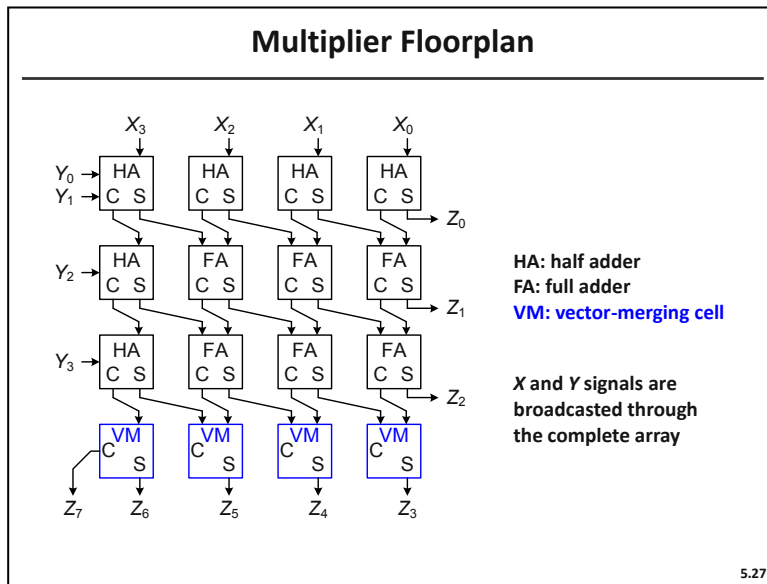 Multiplier Floorplan
X3 X2 X1 X0
Y0 HA HA HA HA
Y1 C S C S C S C S
Z0
HA FA FA FA
Y2 C S C S C S C S
Z1
HA FA FA FA
Y3 C S C S C S C S
Z2
VM VM VM VM
C S C S C S C S
Z7 Z6 Z5 Z4 Z3
HA: half adder
FA: full adder
VM: vector-merging cell
X and Y signals are
broadcasted through
the complete array
5.27